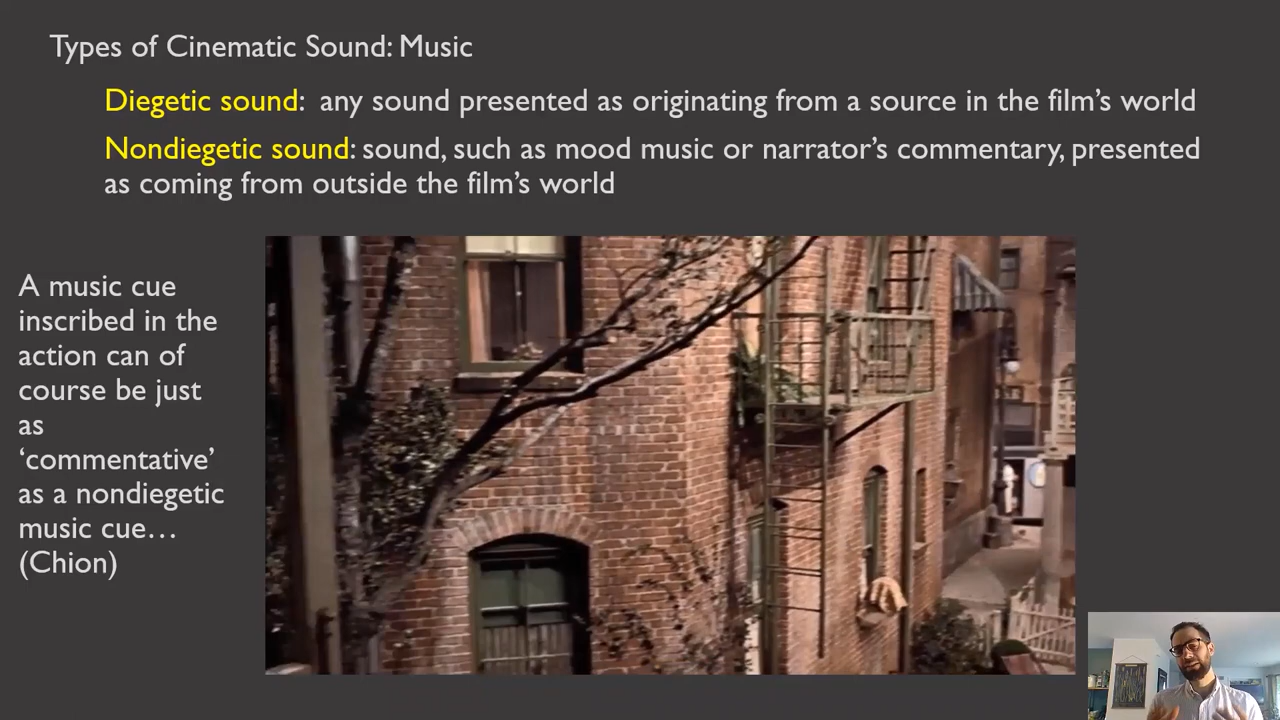 Types of Cinematic Sound: Music
Diegetic sound:  any sound presented as originating from a source in the film’s world
Nondiegetic sound: sound, such as mood music or narrator’s commentary, presented
as coming from outside the film’s world
A music cue
inscribed in the
action can of
course be just
as
‘commentative’
as a nondiegetic
music cue…
(Chion)